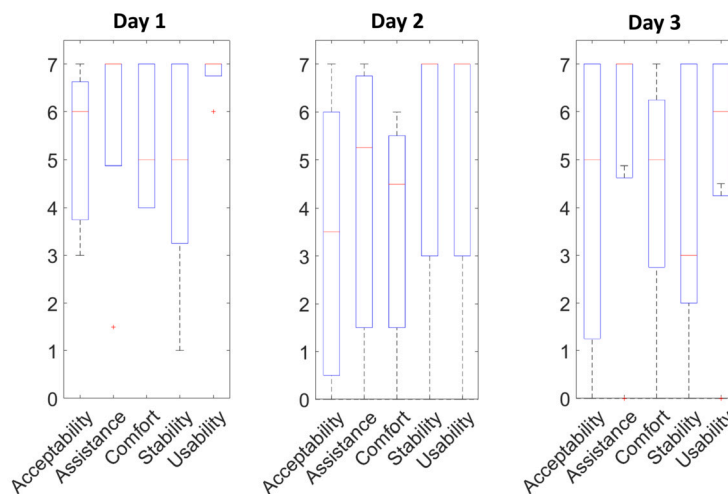 Day 1
7
6
5
4
3
2
1
0
Acceptability
Assistance
Comfort
Stability
Usability
Day 2
7
6
5
4
3
2
1
0
Acceptability
Assistance
Comfort
Stability
Usability
Day 3
7
6
5
4
3
2
1
0
Acceptability
Assistance
Comfort
Stability
Usability